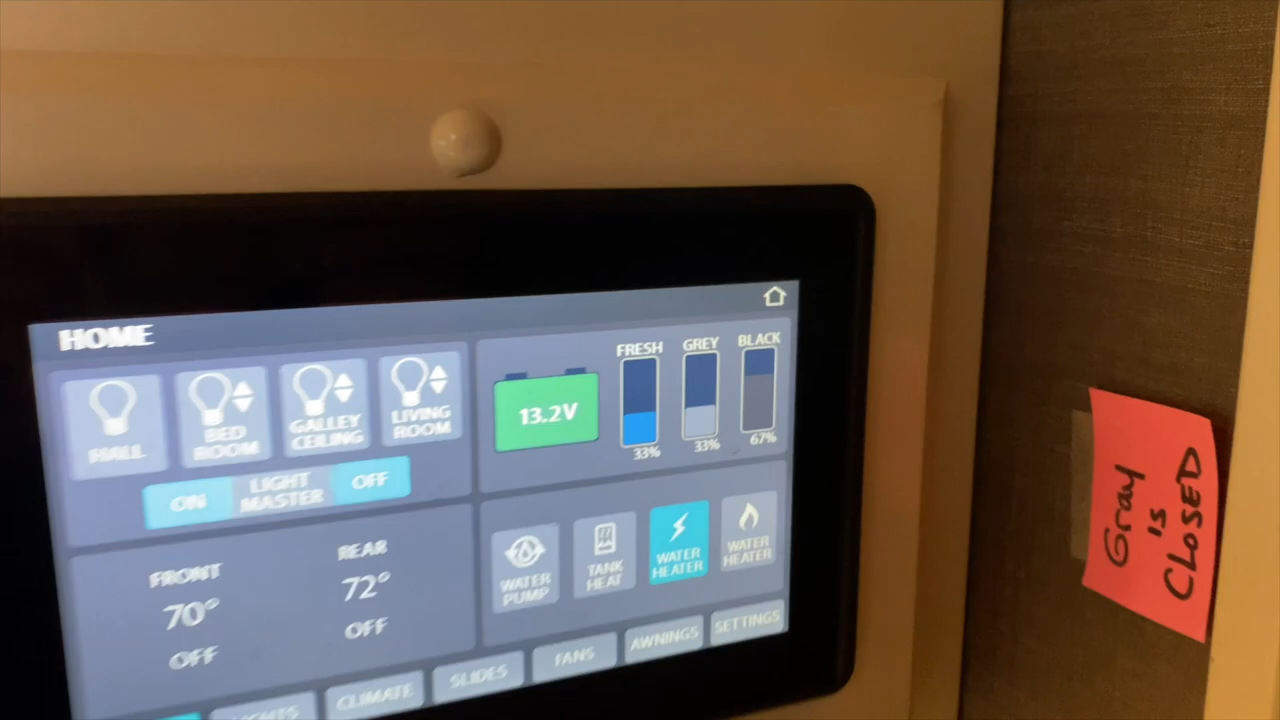 HOME
HALL
BED
ROOM
GALLEY
CEILING
LIVING
ROOM
ON
LIGHT
MASTER
OFF
FRONT
70°
OFF
REAR
72°
OFF
13.2V
FRESH
33%
GREY
33%
BLACK
67%
WATER
PUMP
TANK
HEAT
WATER
HEATER
WATER
HEATER
LIGHTS
CLIMATE
SLIDES
FANS
AWNINGS
SETTINGS
Gray
is
CLOSED